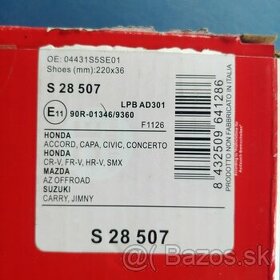 OE: 04431S5SE01
Shoes (mm):220x36
S 28 507
LPB AD301
E11 90R-01346/9360
F1126
HONDA
ACCORD, CAPA, CIVIC, CONCERTO
HONDA
CR-V, FR-V, HR-V, SMX
MAZDA
AZ OFFROAD
SUZUKI
CARRY, JIMNY
S 28 507
8 432509 641286
PRODOTTO NON FABBRICATO IN ITALIA
Bazos.sk